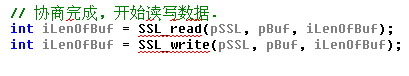 // 协商完成，开始读写数据.
int iLenOfBuf = SSL_read(pSSL, pBuf, iLenOfBuf);
int iLenOfBuf = SSL_write(pSSL, pBuf, iLenOfBuf);